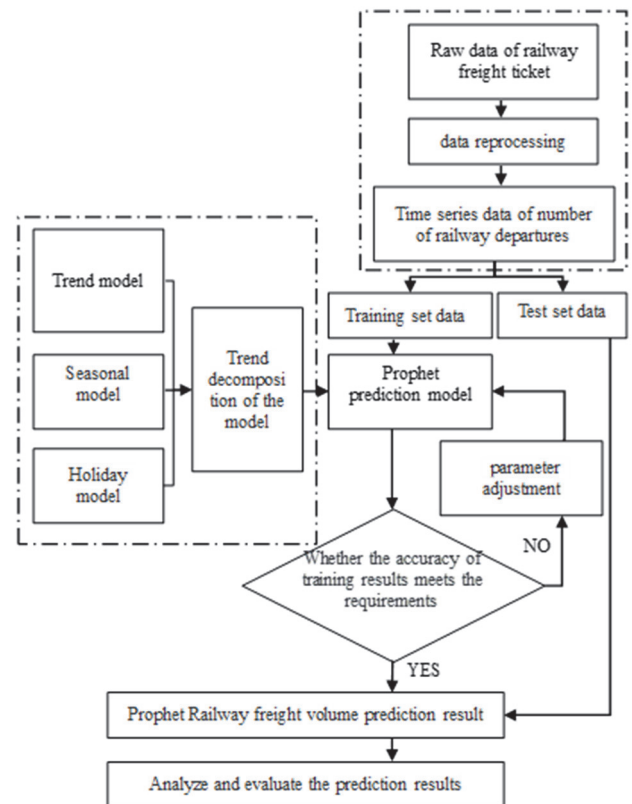 Raw data of railway
freight ticket
data reprocessing
Time series data of number
of railway departures
Training set data
Test set data
Trend model
Seasonal
model
Holiday
model
Trend
decomposi
tion of the
model
Prophet
prediction model
parameter
adjustment
NO
Whether the accuracy of
training results meets the
requirements
YES
Prophet Railway freight volume prediction result
Analyze and evaluate the prediction results